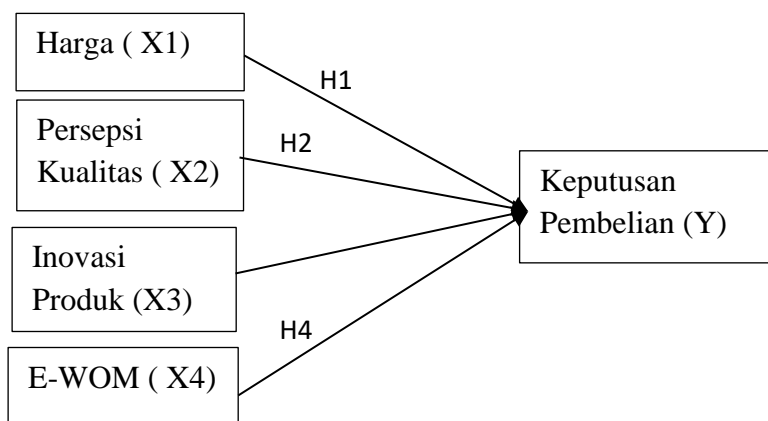 Harga ( X1)
H1
Persepsi
Kualitas ( X2)
H2
Keputusan
Pembelian (Y)
Inovasi
Produk (X3)
H4
E-WOM ( X4)